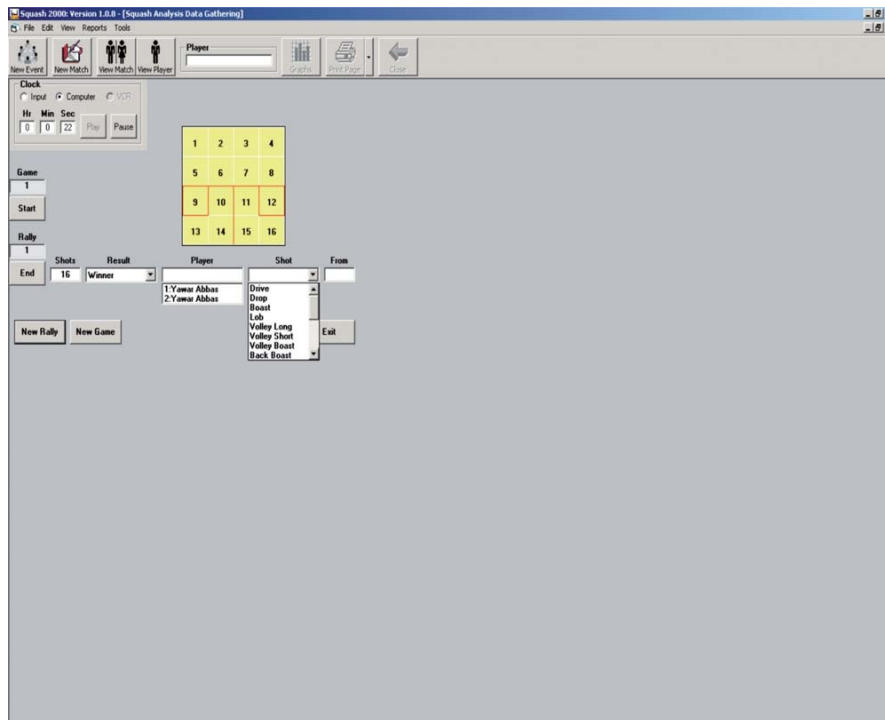 Squash 2000: Version 1.0.8 - [Squash Analysis Data Gathering]
File Edit View Reports Tools
New Event New Match View Match View Player Player Graphs Print Page Close
Clock
Input Computer VCR
Hr Min Sec
0 0 22 Play Pause
1 2 3 4
5 6 7 8
9 10 11 12
13 14 15 16
Game
1
Start
Rally
1
End
Shots Result Player Shot From
16 Winner
1:Yawar Abbas
2:Yawar Abbas
Drive
Drop
Boast
Lob
Volley Long
Volley Short
Volley Boast
Back Boast
New Rally New Game Exit